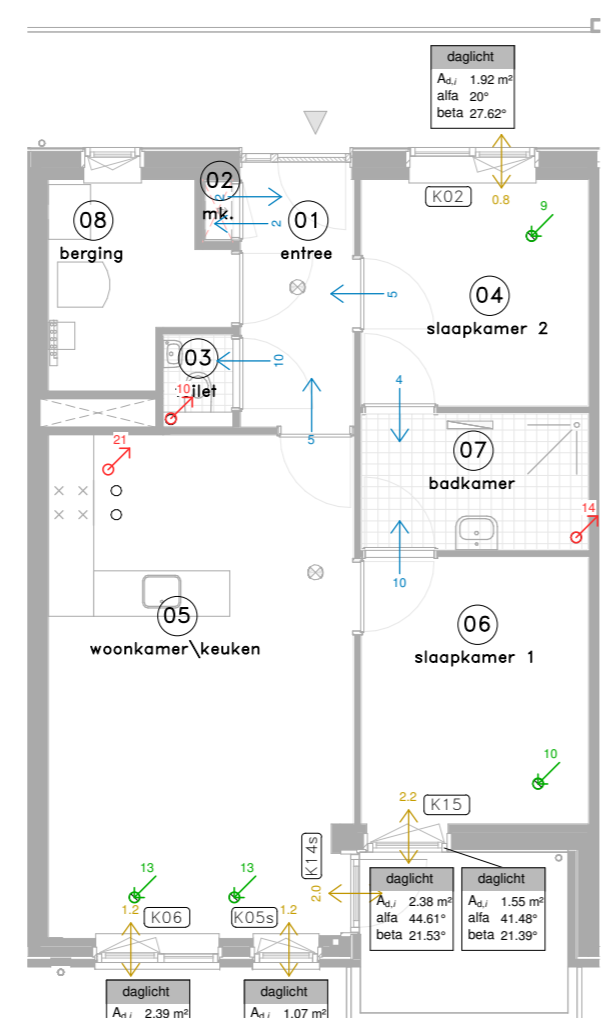 daglicht
Ad,i 1.92 m²
alfa 20°
beta 27.62°
02
mk.
2
2
K02
0.8
9
08
berging
01
entree
5
04
slaapkamer 2
03
10
10
4
5
21
07
badkamer
14
10
05
woonkamer\keuken
06
slaapkamer 1
10
2.2
K15
K14s
2.0
13
13
1.2
K06
K05s
1.2
daglicht
Ad,i 2.38 m²
alfa 44.61°
beta 21.53°
daglicht
Ad,i 1.55 m²
alfa 41.48°
beta 21.39°
daglicht
Ad,i 2.39 m²
daglicht
Ad,i 1.07 m²